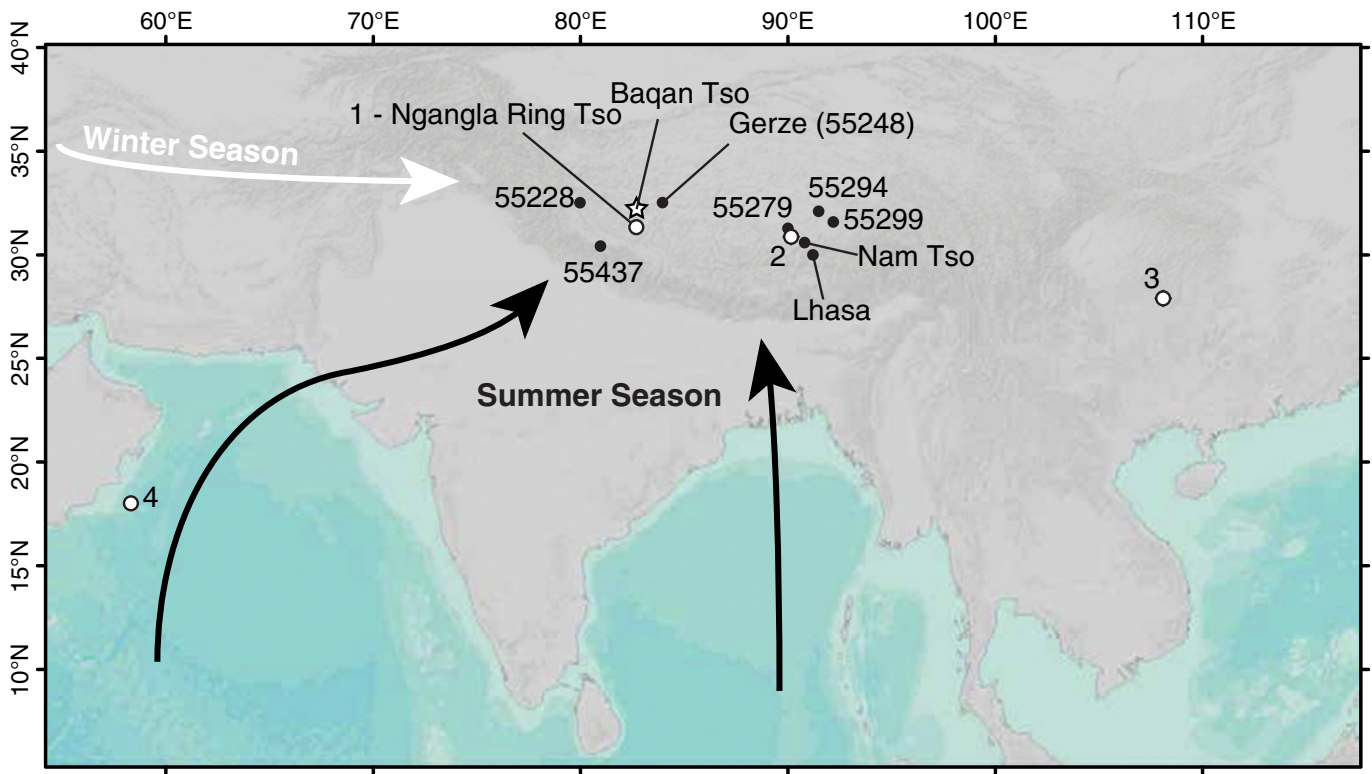 60°E 70°E 80°E 90°E 100°E 110°E
40°N
35°N
30°N
25°N
20°N
15°N
10°N
Winter Season
1 - Ngangla Ring Tso
Baqan Tso
Gerze (55248)
55228
55437
55279
55294
55299
2
Nam Tso
Lhasa
3
Summer Season
4